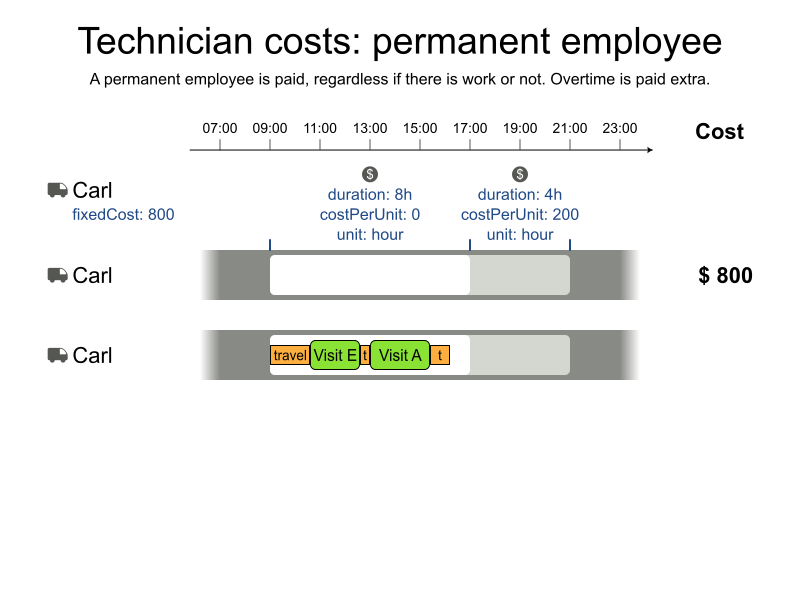 Technician costs: permanent employee
A permanent employee is paid, regardless if there is work or not. Overtime is paid extra.
07:00 09:00 11:00 13:00 15:00 17:00 19:00 21:00 23:00
Cost
$ $
Carl
fixedCost: 800
duration: 8h
costPerUnit: 0
unit: hour
duration: 4h
costPerUnit: 200
unit: hour
Carl
$ 800
Carl
travel Visit E t Visit A t